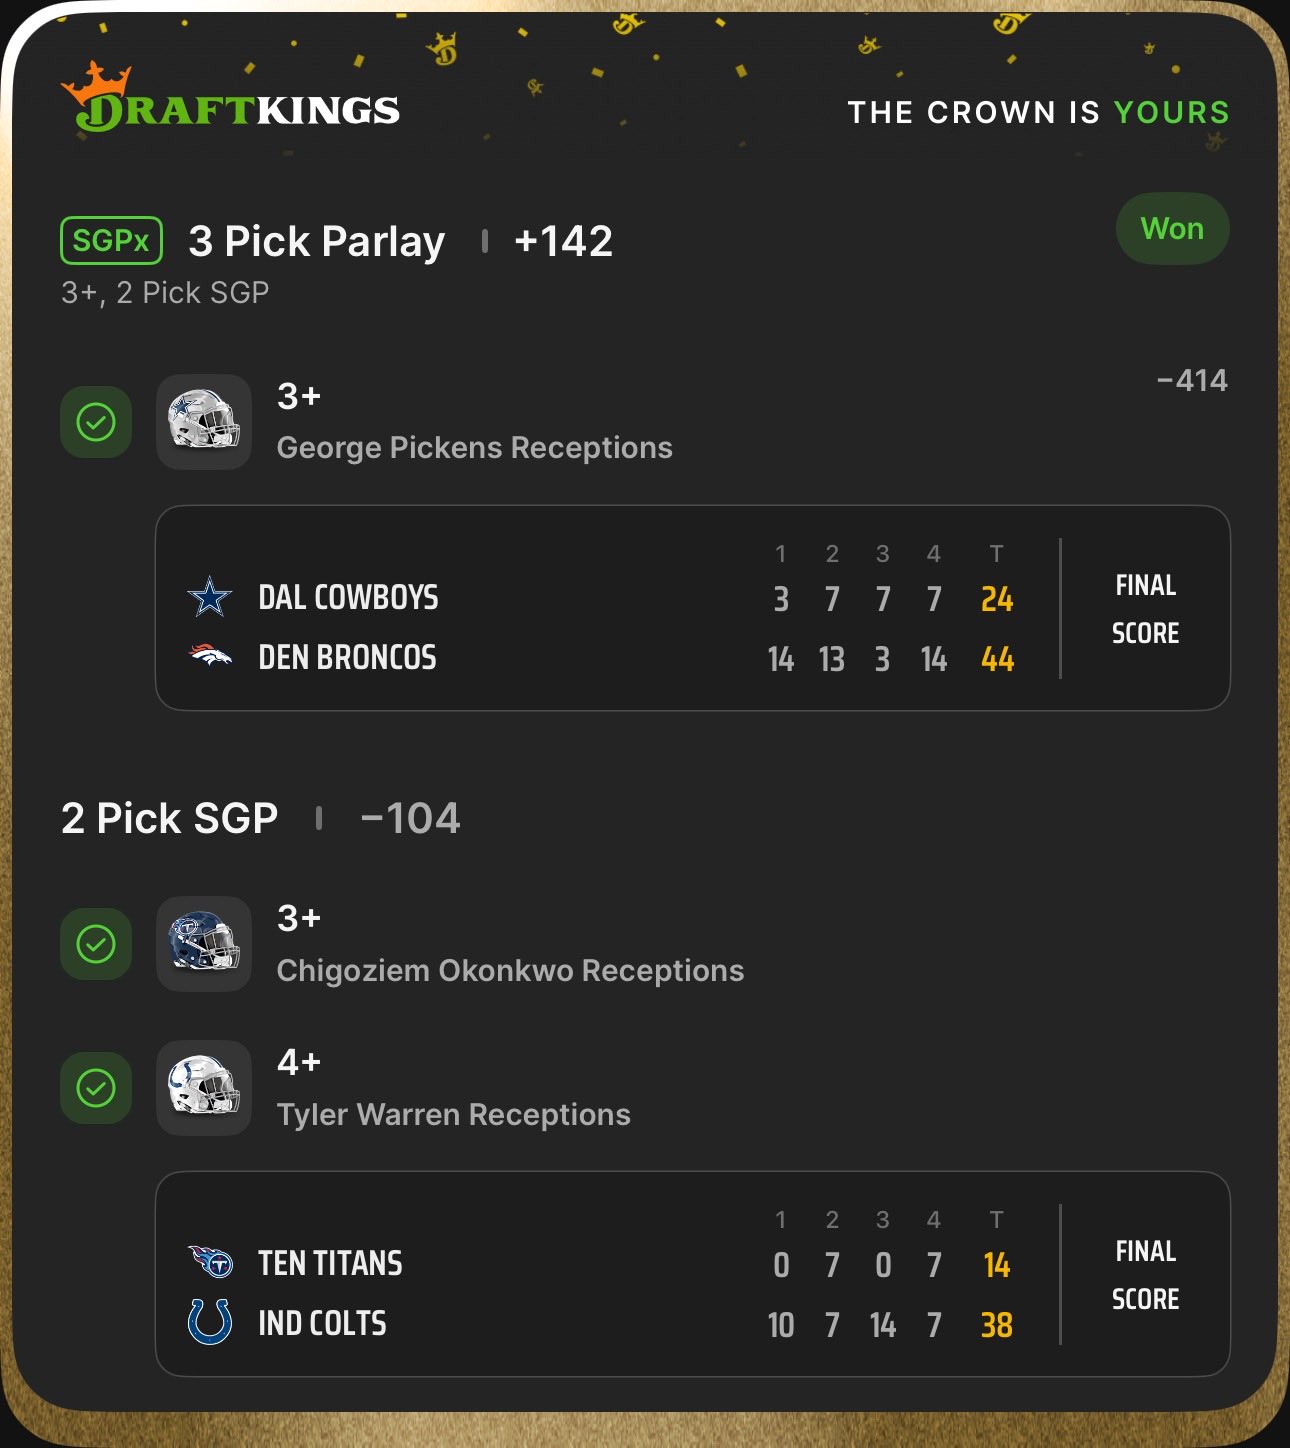 DRAFTKINGS
THE CROWN IS YOURS
SGPx 3 Pick Parlay +142
Won
3+, 2 Pick SGP
3+
−414
George Pickens Receptions
1 2 3 4 T
DAL COWBOYS 3 7 7 7 24
DEN BRONCOS 14 13 3 14 44
FINAL
SCORE
2 Pick SGP −104
3+
Chigoziem Okonkwo Receptions
4+
Tyler Warren Receptions
1 2 3 4 T
TEN TITANS 0 7 0 7 14
IND COLTS 10 7 14 7 38
FINAL
SCORE